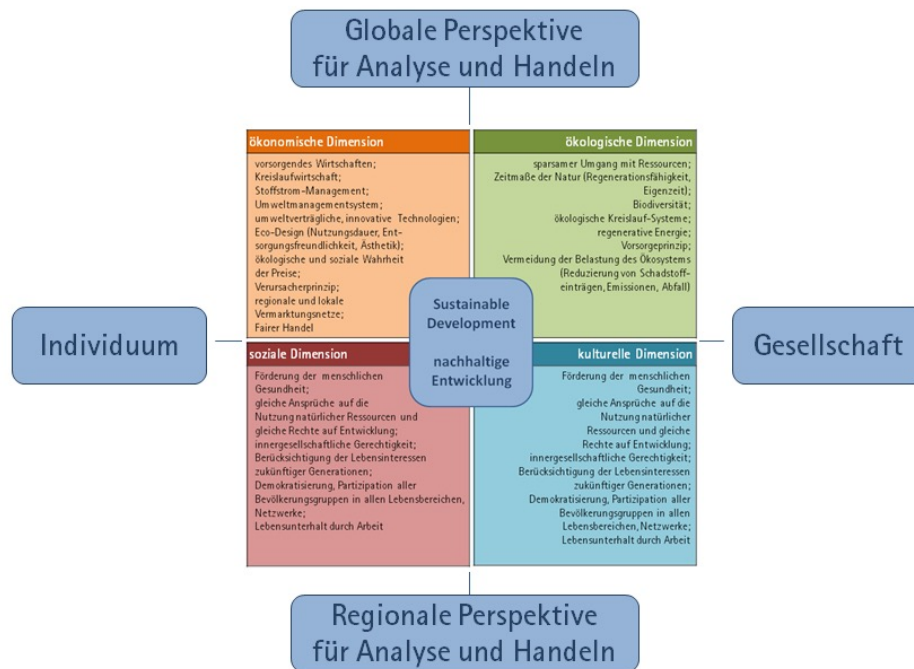 Globale Perspektive
für Analyse und Handeln
ökonomische Dimension
vorsorgendes Wirtschaften;
Kreislaufwirtschaft;
Stoffstrom-Management;
Umweltmanagementsystem;
umweltverträgliche, innovative Technologien;
Eco-Design (Nutzungsdauer, Ent-
sorgungsfreundlichkeit, Ästhetik);
ökologische und soziale Wahrheit
der Preise;
Verursacherprinzip;
regionale und lokale
Vermarktungsnetze;
Fairer Handel
ökologische Dimension
sparsamer Umgang mit Ressourcen;
Zeitmaße der Natur (Regenerationsfähigkeit,
Eigenzeit);
Biodiversität;
ökologische Kreislauf-Systeme;
regenerative Energie;
Vorsorgeprinzip;
Vermeidung der Belastung des Ökosystems
(Reduzierung von Schadstoff-
einträgen, Emissionen, Abfall)
Individuum
Sustainable
Development
nachhaltige
Entwicklung
Gesellschaft
soziale Dimension
Förderung der menschlichen
Gesundheit;
gleiche Ansprüche auf die
Nutzung natürlicher Ressourcen und
gleiche Rechte auf Entwicklung;
innergesellschaftliche Gerechtigkeit;
Berücksichtigung der Lebensinteressen
zukünftiger Generationen;
Demokratisierung, Partizipation aller
Bevölkerungsgruppen in allen Lebensbereichen,
Netzwerke;
Lebensunterhalt durch Arbeit
kulturelle Dimension
Förderung der menschlichen
Gesundheit;
gleiche Ansprüche auf die
Nutzung natürlicher
Ressourcen und gleiche
Rechte auf Entwicklung;
innergesellschaftliche Gerechtigkeit;
Berücksichtigung der Lebensinteressen
zukünftiger Generationen;
Demokratisierung, Partizipation aller
Bevölkerungsgruppen in allen
Lebensbereichen, Netzwerke;
Lebensunterhalt durch Arbeit
Regionale Perspektive
für Analyse und Handeln